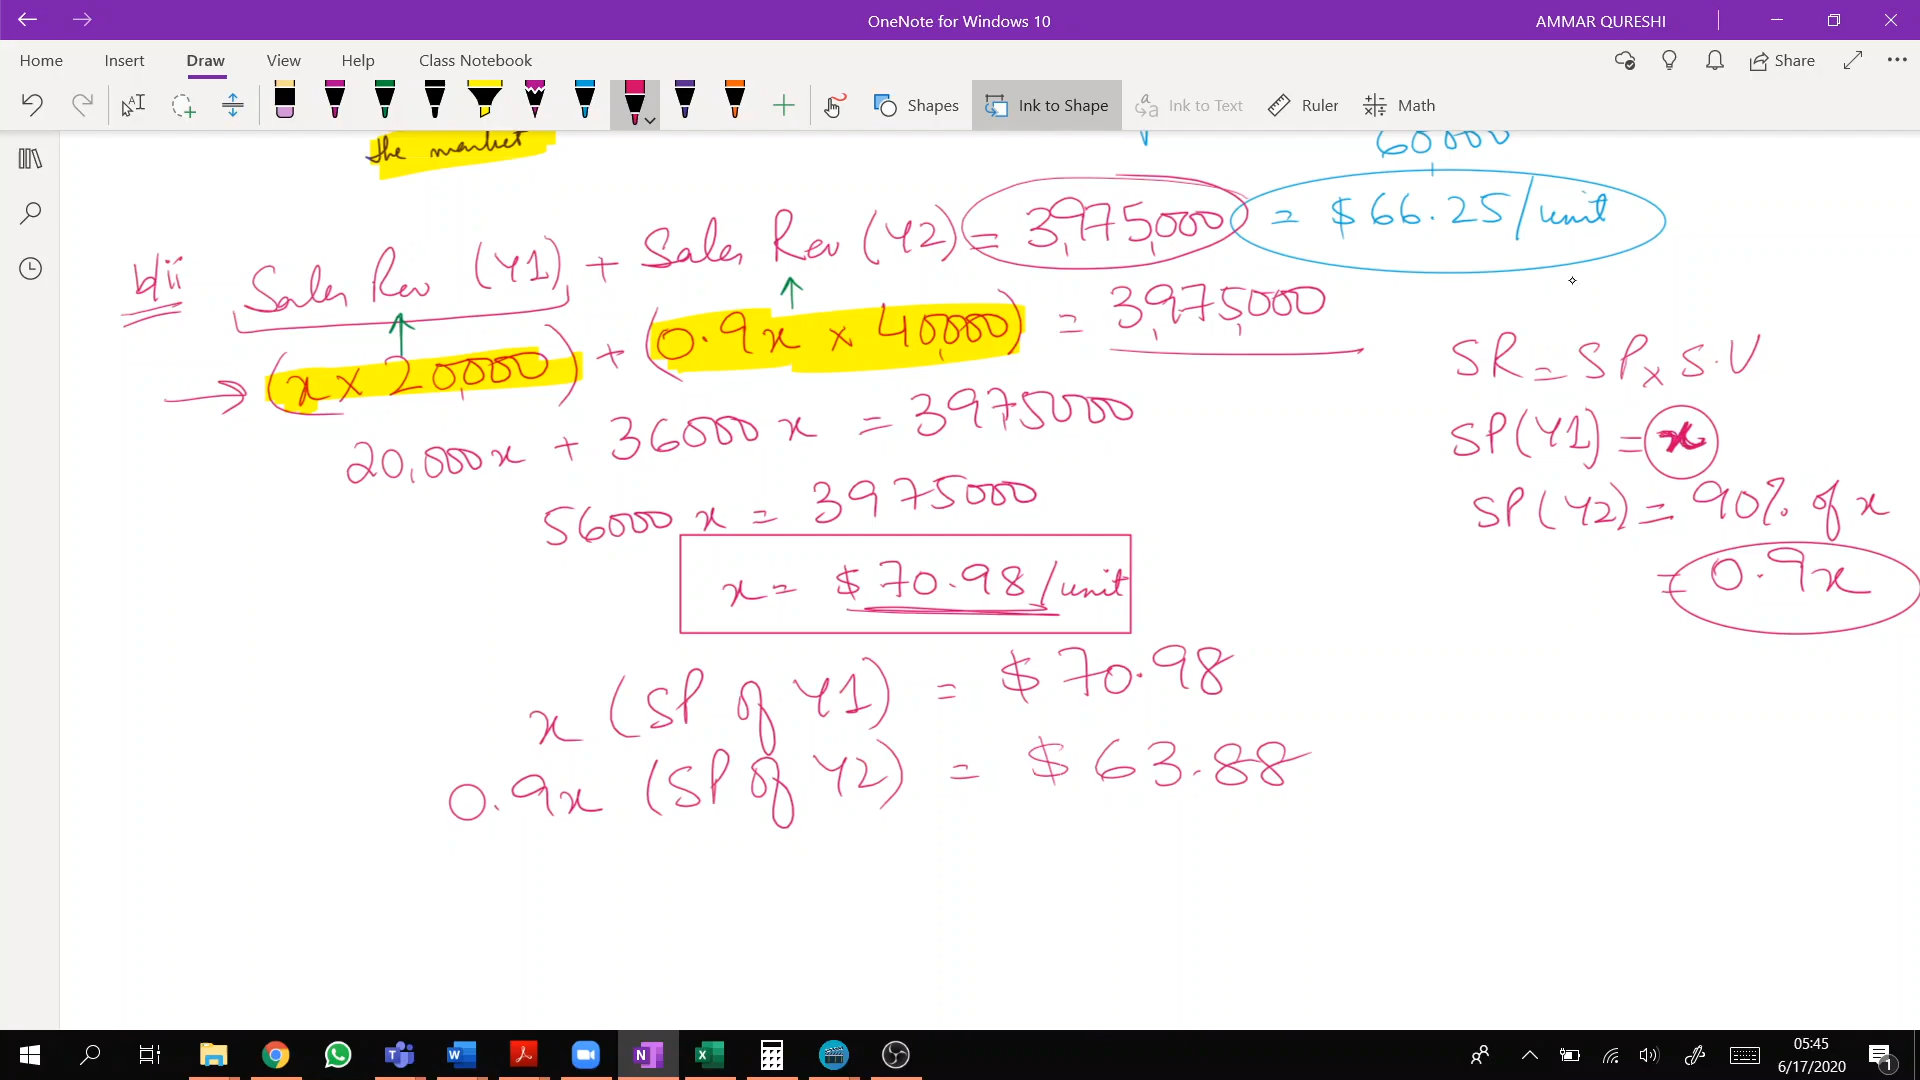 OneNote for Windows 10
AMMAR QURESHI
Home Insert Draw View Help Class Notebook
Share
Shapes Ink to Shape Ink to Text Ruler Math
the market
60000
= $66.25/unit
b/ii Sales Rev (Y1) + Sales Rev (Y2) = 3,975,000
(x × 20,000) + (0.9x × 40,000) = 3,975,000
20,000x + 36000x = 3975000
56000x = 3975000
x = $70.98/unit
x (SP of Y1) = $70.98
0.9x (SP of Y2) = $63.88
SR = SP × S.V
SP(Y1) = x
SP(Y2) = 90% of x
= 0.9x
05:45
6/17/2020
1